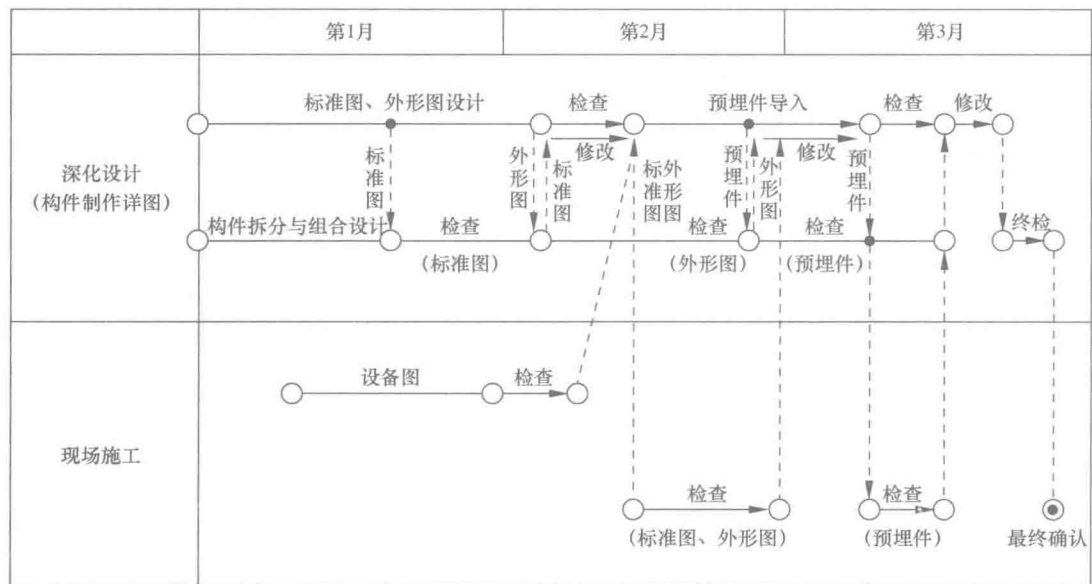 第1月
第2月
第3月
深化设计
(构件制作详图)
标准图、外形图设计
检查
预埋件导入
检查
修改
标准图
外形图
标准图
修改
标准图
外形图
预埋件
外形图
修改
预埋件
构件拆分与组合设计
检查
(标准图)
检查
(外形图)
检查
(预埋件)
终检
现场施工
设备图
检查
检查
(标准图、外形图)
检查
(预埋件)
最终确认